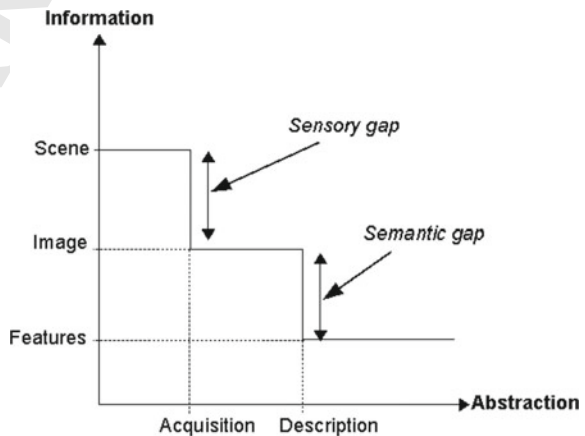 Information
Sensory gap
Scene
Semantic gap
Image
Features
Abstraction
Acquisition Description